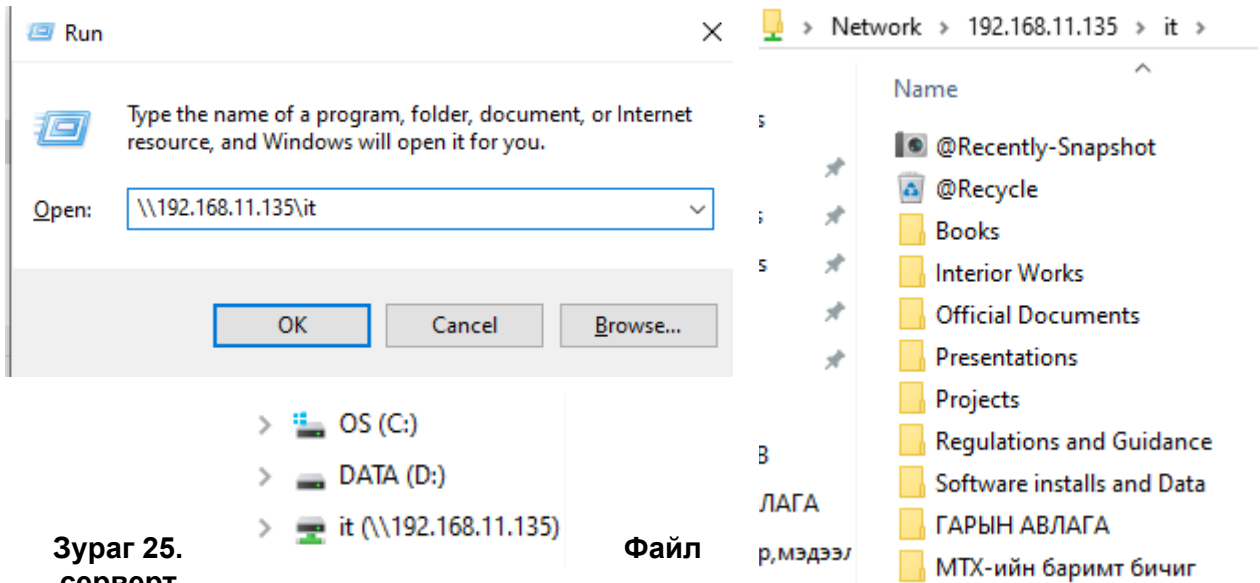 Run
Type the name of a program, folder, document, or Internet
resource, and Windows will open it for you.
Open:
\\192.168.11.135\it
OK
Cancel
Browse...
OS (C:)
DATA (D:)
it (\\192.168.11.135)
Зураг 25.
Файл
серверт
Network > 192.168.11.135 > it >
Name
@Recently-Snapshot
@Recycle
Books
Interior Works
Official Documents
Presentations
Projects
Regulations and Guidance
Software installs and Data
ГАРЫН АВЛАГА
МТХ-ийн баримт бичиг